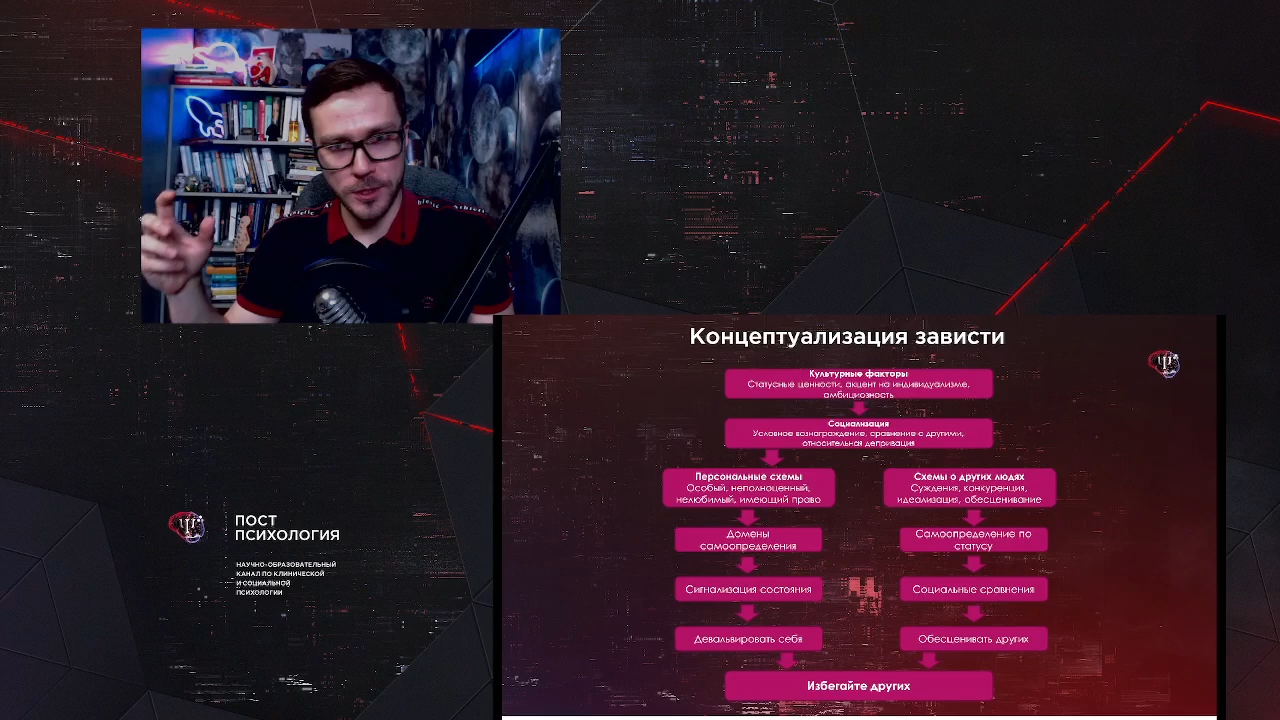 Концептуализация зависти
Культурные факторы
Статусные ценности, акцент на индивидуализме,
амбициозность
Социализация
Условное вознаграждение, сравнение с другими,
относительная депривация
Персональные схемы
Особый, неполноценный,
нелюбимый, имеющий право
Схемы о других людях
Суждения, конкуренция,
идеализация, обесценивание
Домены
самоопределения
Самоопределение по
статусу
Сигнализация состояния
Социальные сравнения
Девальвировать себя
Обесценивать других
Избегайте других
ПОСТ
ПСИХОЛОГИЯ
НАУЧНО-ОБРАЗОВАТЕЛЬНЫЙ
КАНАЛ ПО КЛИНИЧЕСКОЙ
И СОЦИАЛЬНОЙ
ПСИХОЛОГИИ